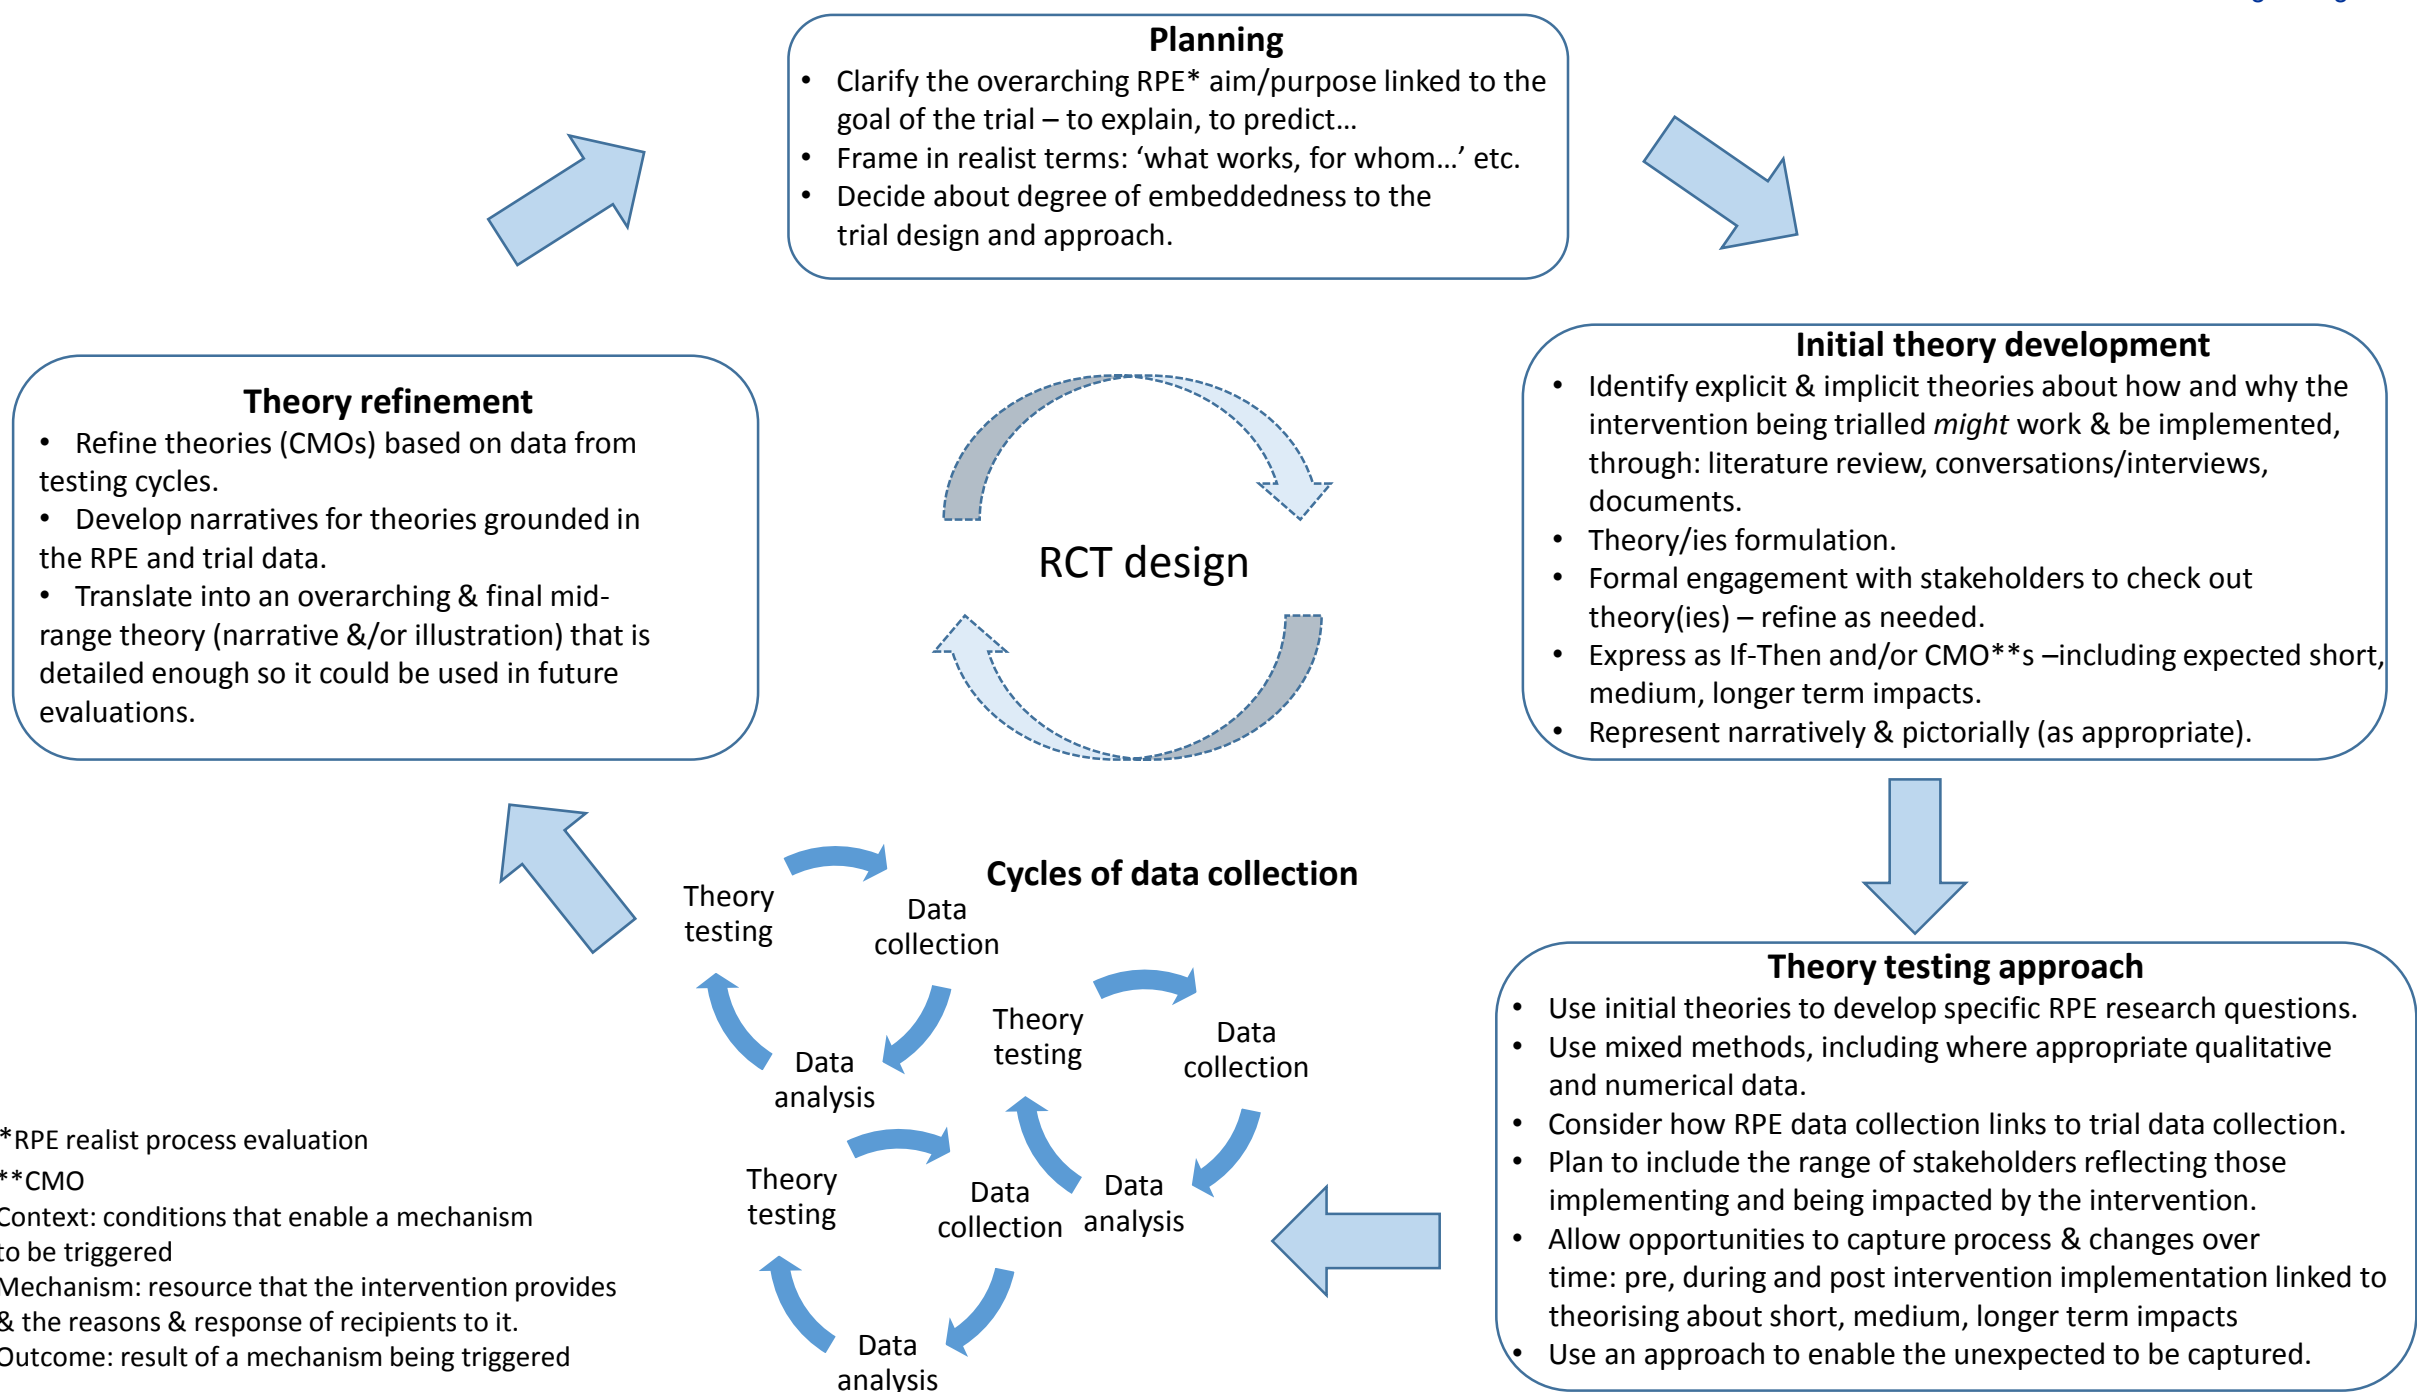 Planning
• Clarify the overarching RPE* aim/purpose linked to the
goal of the trial – to explain, to predict…
• Frame in realist terms: ‘what works, for whom…’ etc.
• Decide about degree of embeddedness to the
trial design and approach.
Initial theory development
• Identify explicit & implicit theories about how and why the
intervention being trialled might work & be implemented,
through: literature review, conversations/interviews,
documents.
• Theory/ies formulation.
• Formal engagement with stakeholders to check out
theory(ies) – refine as needed.
• Express as If-Then and/or CMO**s –including expected short,
medium, longer term impacts.
• Represent narratively & pictorially (as appropriate).
Theory refinement
• Refine theories (CMOs) based on data from
testing cycles.
• Develop narratives for theories grounded in
the RPE and trial data.
• Translate into an overarching & final mid-
range theory (narrative &/or illustration) that is
detailed enough so it could be used in future
evaluations.
RCT design
Cycles of data collection
Theory
testing
Data
collection
Data
analysis
Theory
testing
Data
collection
Data
analysis
Theory
testing
Data
collection
Data
analysis
Theory testing approach
• Use initial theories to develop specific RPE research questions.
• Use mixed methods, including where appropriate qualitative
and numerical data.
• Consider how RPE data collection links to trial data collection.
• Plan to include the range of stakeholders reflecting those
implementing and being impacted by the intervention.
• Allow opportunities to capture process & changes over
time: pre, during and post intervention implementation linked to
theorising about short, medium, longer term impacts
• Use an approach to enable the unexpected to be captured.
*RPE realist process evaluation
**CMO
Context: conditions that enable a mechanism
to be triggered
Mechanism: resource that the intervention provides
& the reasons & response of recipients to it.
Outcome: result of a mechanism being triggered